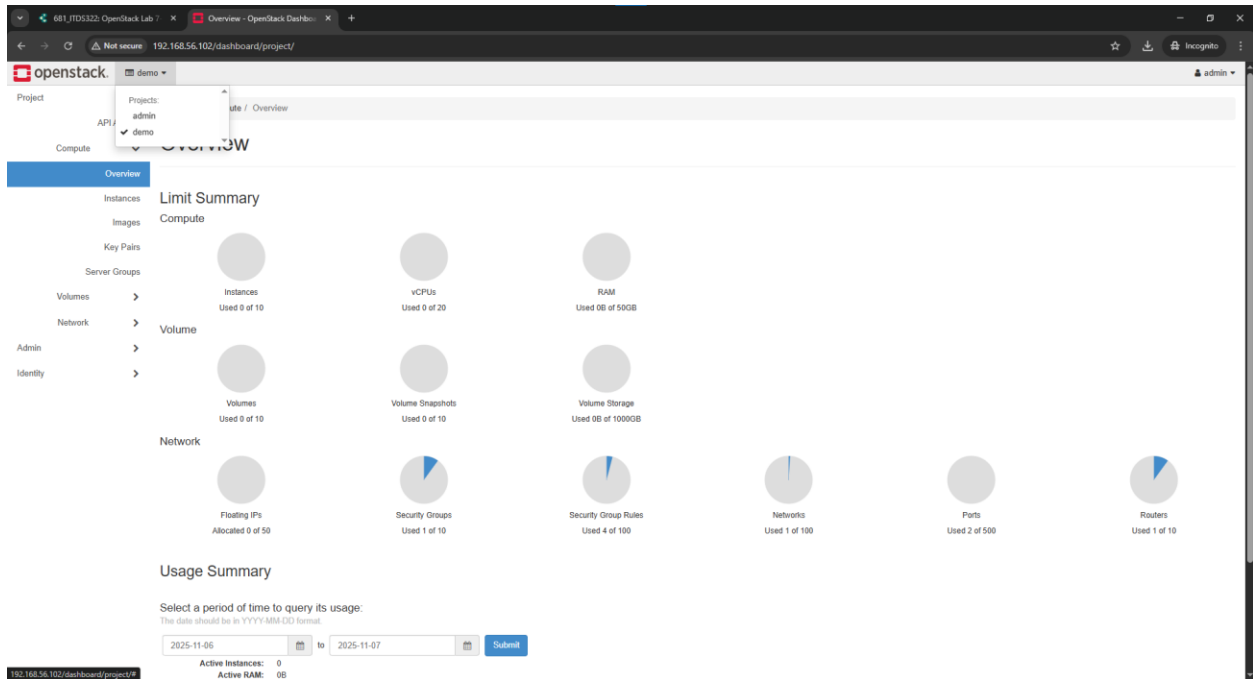 681_ITDS322: OpenStack Lab 7
Overview - OpenStack Dashbo
Not secure 192.168.56.102/dashboard/project/
Incognito
openstack. demo
admin
Project
Projects:
admin
demo
API A
ute / Overview
Compute
Overview
Overview
Instances
Images
Key Pairs
Server Groups
Volumes
Network
Admin
Identity
Limit Summary
Compute
Instances
Used 0 of 10
vCPUs
Used 0 of 20
RAM
Used 0B of 50GB
Volume
Volumes
Used 0 of 10
Volume Snapshots
Used 0 of 10
Volume Storage
Used 0B of 1000GB
Network
Floating IPs
Allocated 0 of 50
Security Groups
Used 1 of 10
Security Group Rules
Used 4 of 100
Networks
Used 1 of 100
Ports
Used 2 of 500
Routers
Used 1 of 10
Usage Summary
Select a period of time to query its usage:
The date should be in YYYY-MM-DD format.
2025-11-06 to 2025-11-07 Submit
Active Instances: 0
Active RAM: 0B
192.168.56.102/dashboard/project/#